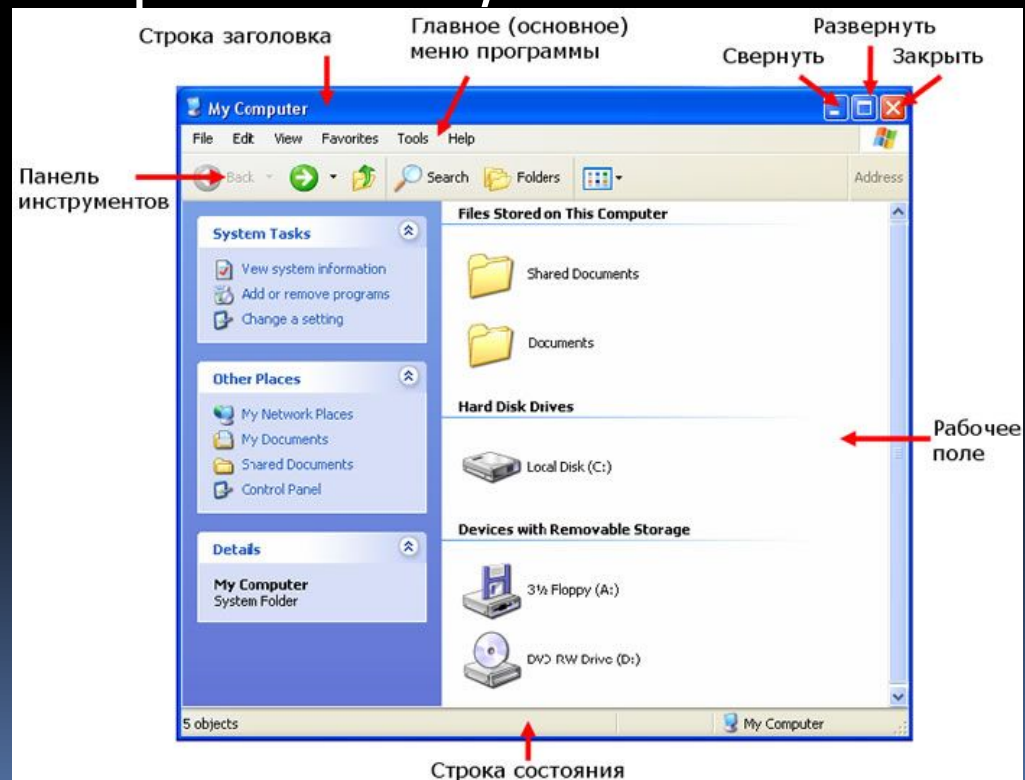 Строка заголовка
Главное (основное)
меню программы
Развернуть
Свернуть
Закрыть
My Computer
File Edit View Favorites Tools Help
Панель
инструментов
Back
Search
Folders
Address
System Tasks
View system information
Add or remove programs
Change a setting
Other Places
My Network Places
My Documents
Shared Documents
Control Panel
Details
My Computer
System Folder
Files Stored on This Computer
Shared Documents
Documents
Hard Disk Drives
Local Disk (C:)
Devices with Removable Storage
3½ Floppy (A:)
DVD RW Drive (D:)
Рабочее
поле
5 objects
My Computer
Строка состояния